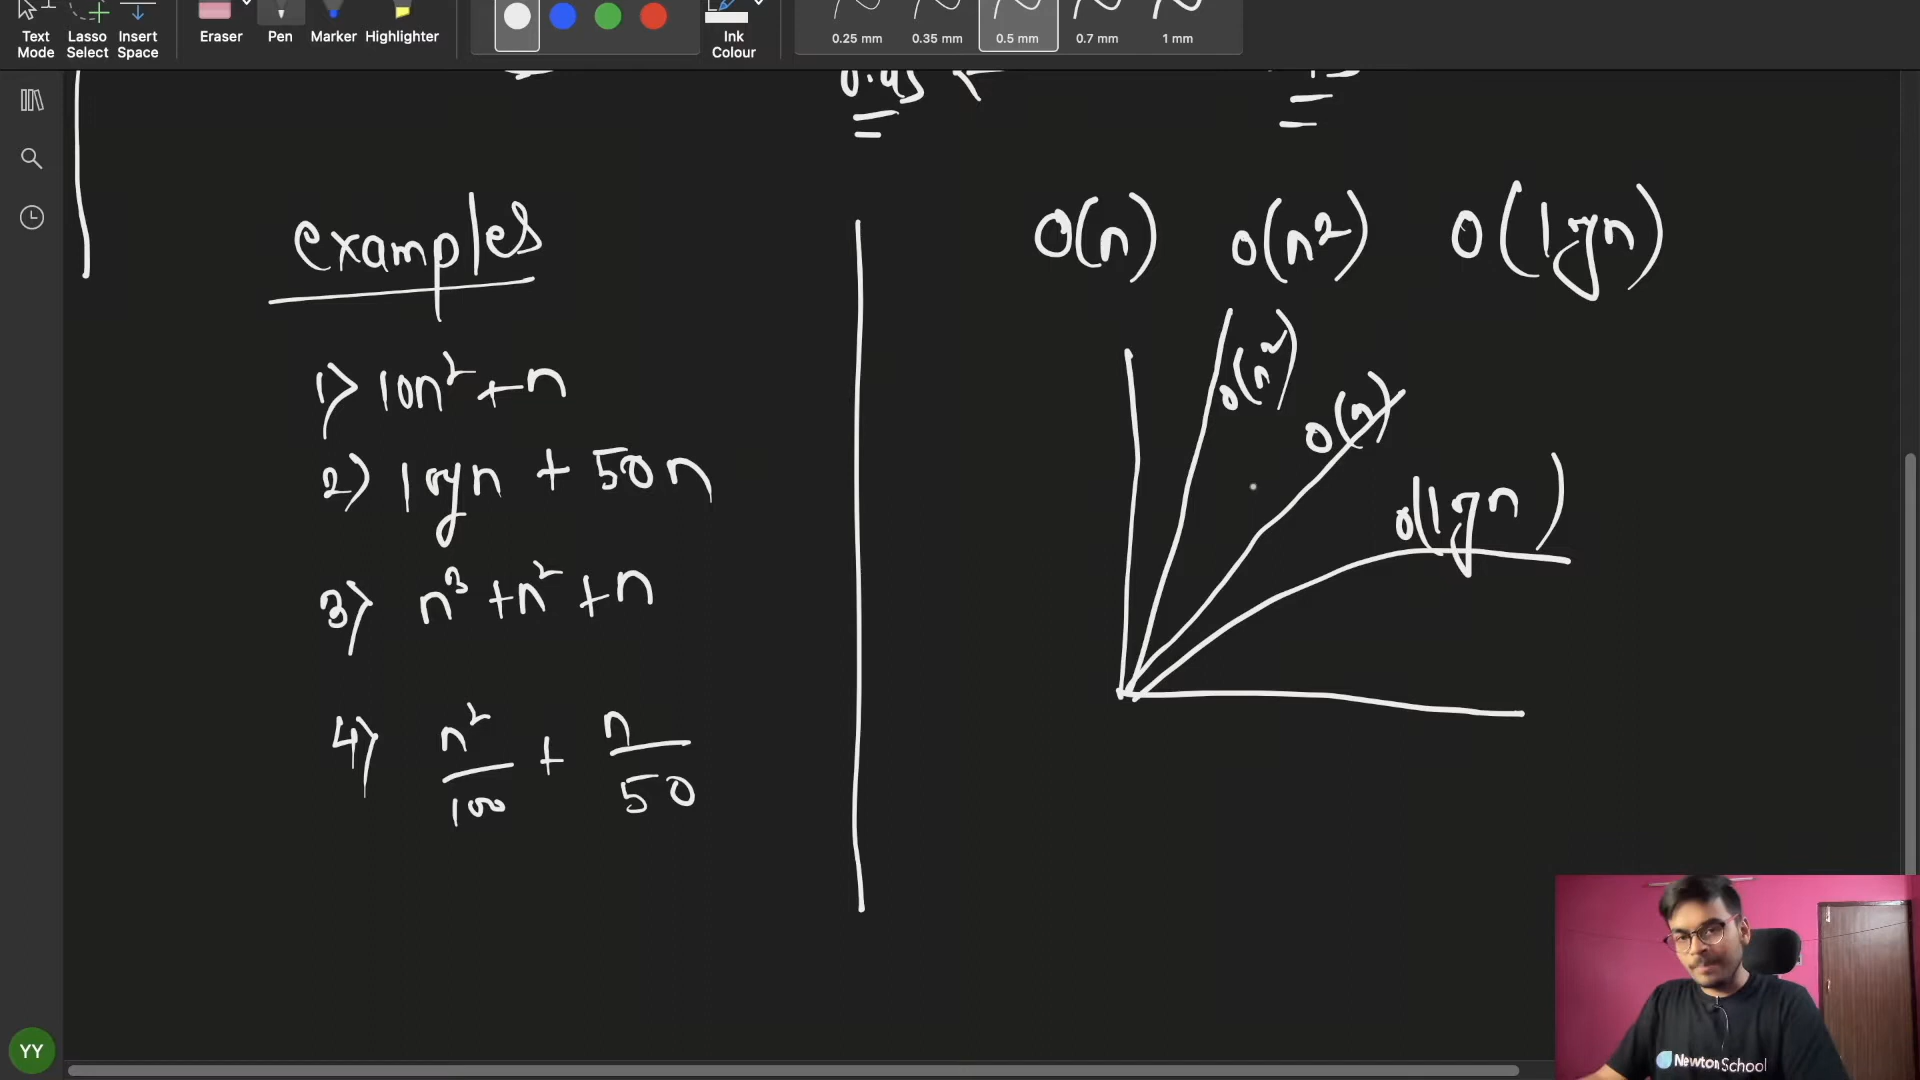 Text Mode
Lasso Select
Insert Space
Eraser
Pen
Marker
Highlighter
Ink Colour
0.25 mm
0.35 mm
0.5 mm
0.7 mm
1 mm
0.45
examples
1) 10n² + n
2) logn + 50n
3) n³ + n² + n
4) n²/100 + n/50
O(n) O(n²) O(logn)
O(n²)
O(n)
O(lgn)
YY
Newton School